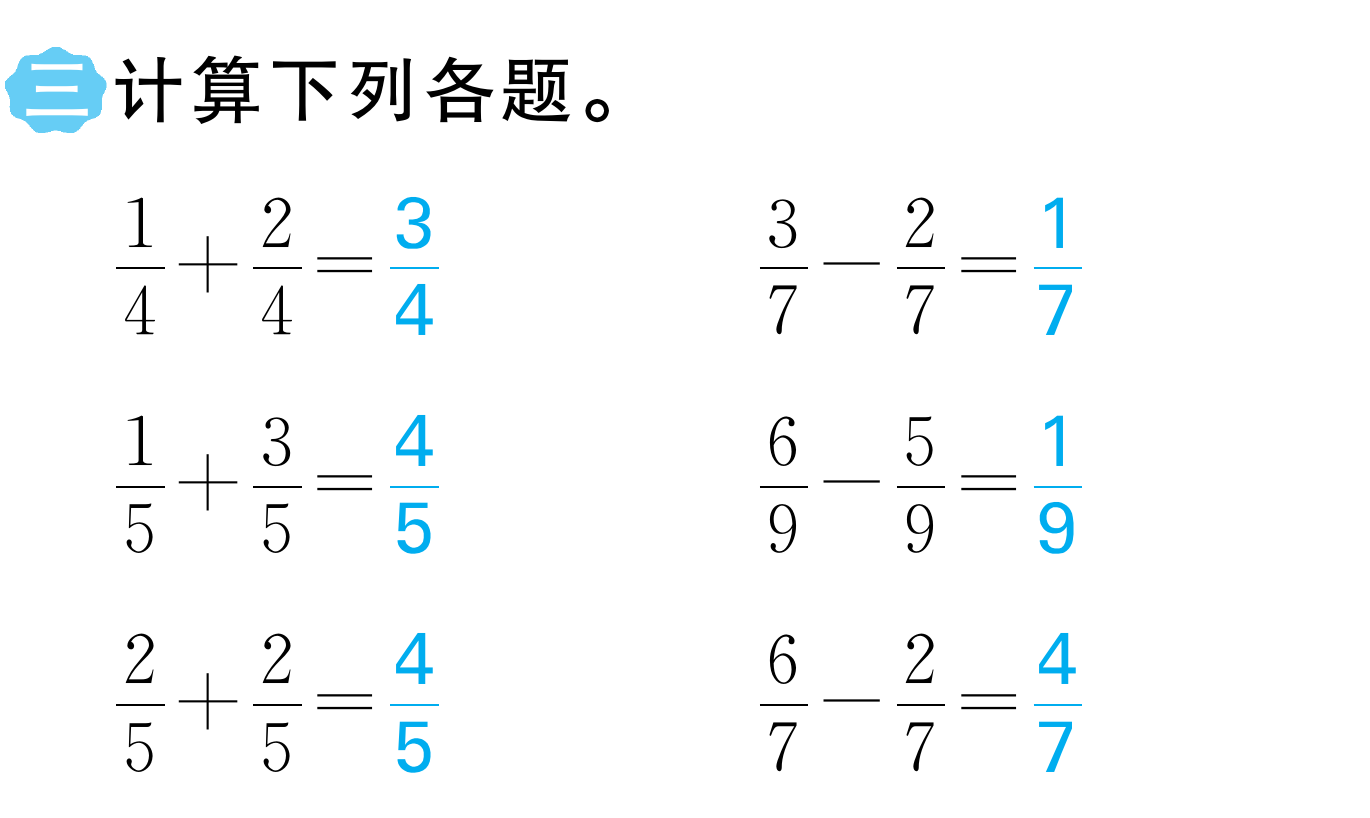 三 计算下列各题。
1/4 + 2/4 = 3/4 3/7 − 2/7 = 1/7
1/5 + 3/5 = 4/5 6/9 − 5/9 = 1/9
2/5 + 2/5 = 4/5 6/7 − 2/7 = 4/7